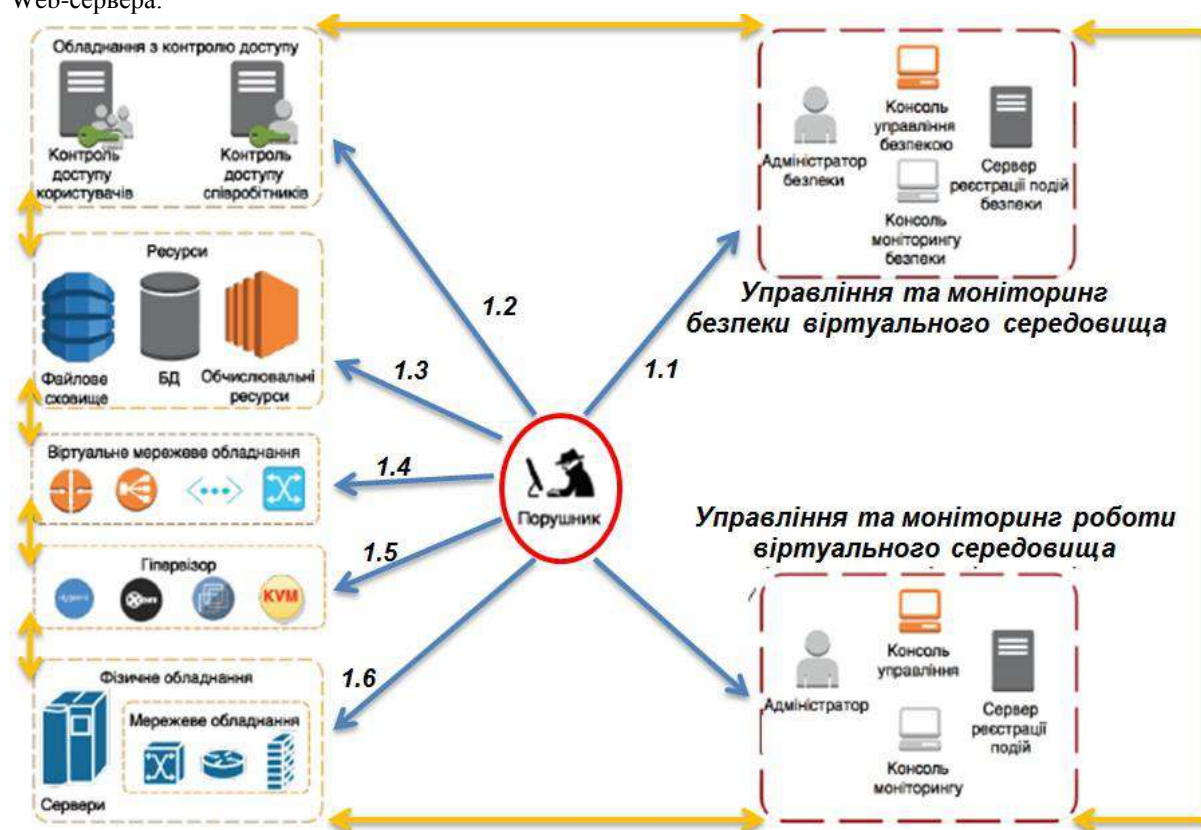 Web-сервера.
Обладнання з контролю доступу
Контроль
доступу
користувачів
Контроль
доступу
співробітників
Адміністратор
безпеки
Консоль
управління
безпекою
Консоль
моніторингу
безпеки
Сервер
реєстрації подій
безпеки
Управління та моніторинг
безпеки віртуального середовища
Ресурси
Файлове
сховище
БД
Обчислювальні
ресурси
1.2
1.1
1.3
1.4
1.5
1.6
Віртуальне мережеве обладнання
Порушник
Гіпервізор
KVM
Управління та моніторинг роботи
віртуального середовища
Фізичне обладнання
Мережеве обладнання
Сервери
Адміністратор
Консоль
управління
Консоль
моніторингу
Сервер
реєстрації
подій